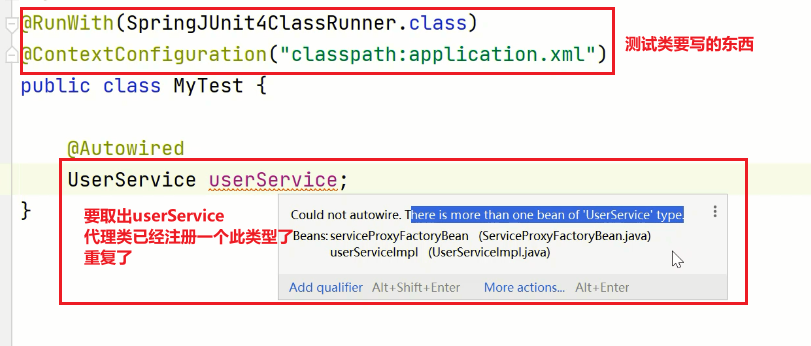 @RunWith(SpringJUnit4ClassRunner.class)
@ContextConfiguration("classpath:application.xml")
测试类要写的东西
public class MyTest {
@Autowired
UserService userService;
}
要取出userService
代理类已经注册一个此类型了
重复了
Could not autowire. There is more than one bean of 'UserService' type.
Beans: serviceProxyFactoryBean (ServiceProxyFactoryBean.java)
userServiceImpl (UserServiceImpl.java)
Add qualifier Alt+Shift+Enter More actions... Alt+Enter